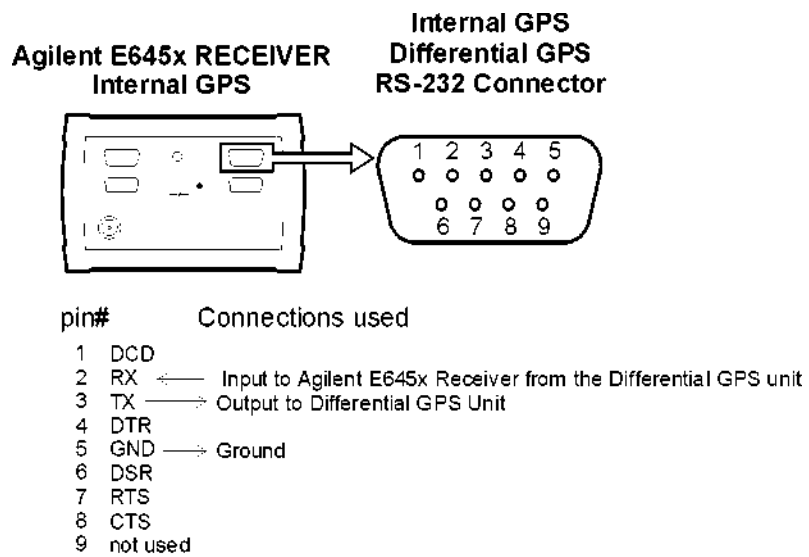 Agilent E645x RECEIVER
Internal GPS
Internal GPS
Differential GPS
RS-232 Connector
1 2 3 4 5
6 7 8 9
pin# Connections used
1 DCD
2 RX Input to Agilent E645x Receiver from the Differential GPS unit
3 TX Output to Differential GPS Unit
4 DTR
5 GND Ground
6 DSR
7 RTS
8 CTS
9 not used